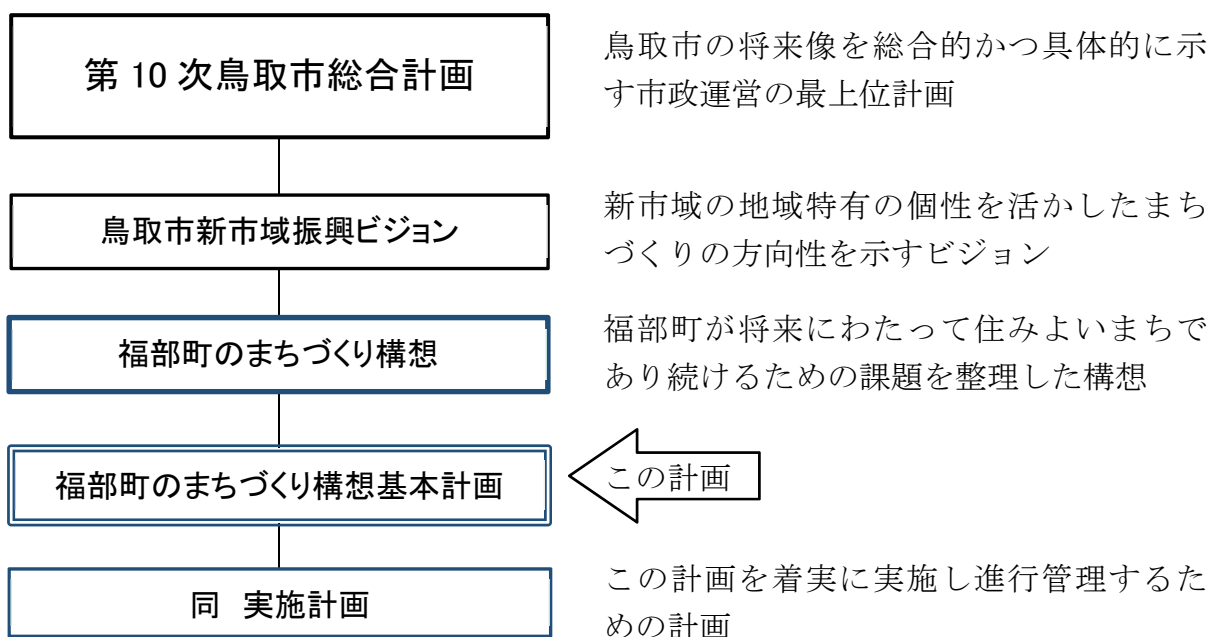 第 10 次鳥取市総合計画
鳥取市の将来像を総合的かつ具体的に示
す市政運営の最上位計画
鳥取市新市域振興ビジョン
新市域の地域特有の個性を活かしたまち
づくりの方向性を示すビジョン
福部町のまちづくり構想
福部町が将来にわたって住みよいまちで
あり続けるための課題を整理した構想
福部町のまちづくり構想基本計画
この計画
同　実施計画
この計画を着実に実施し進行管理するた
めの計画